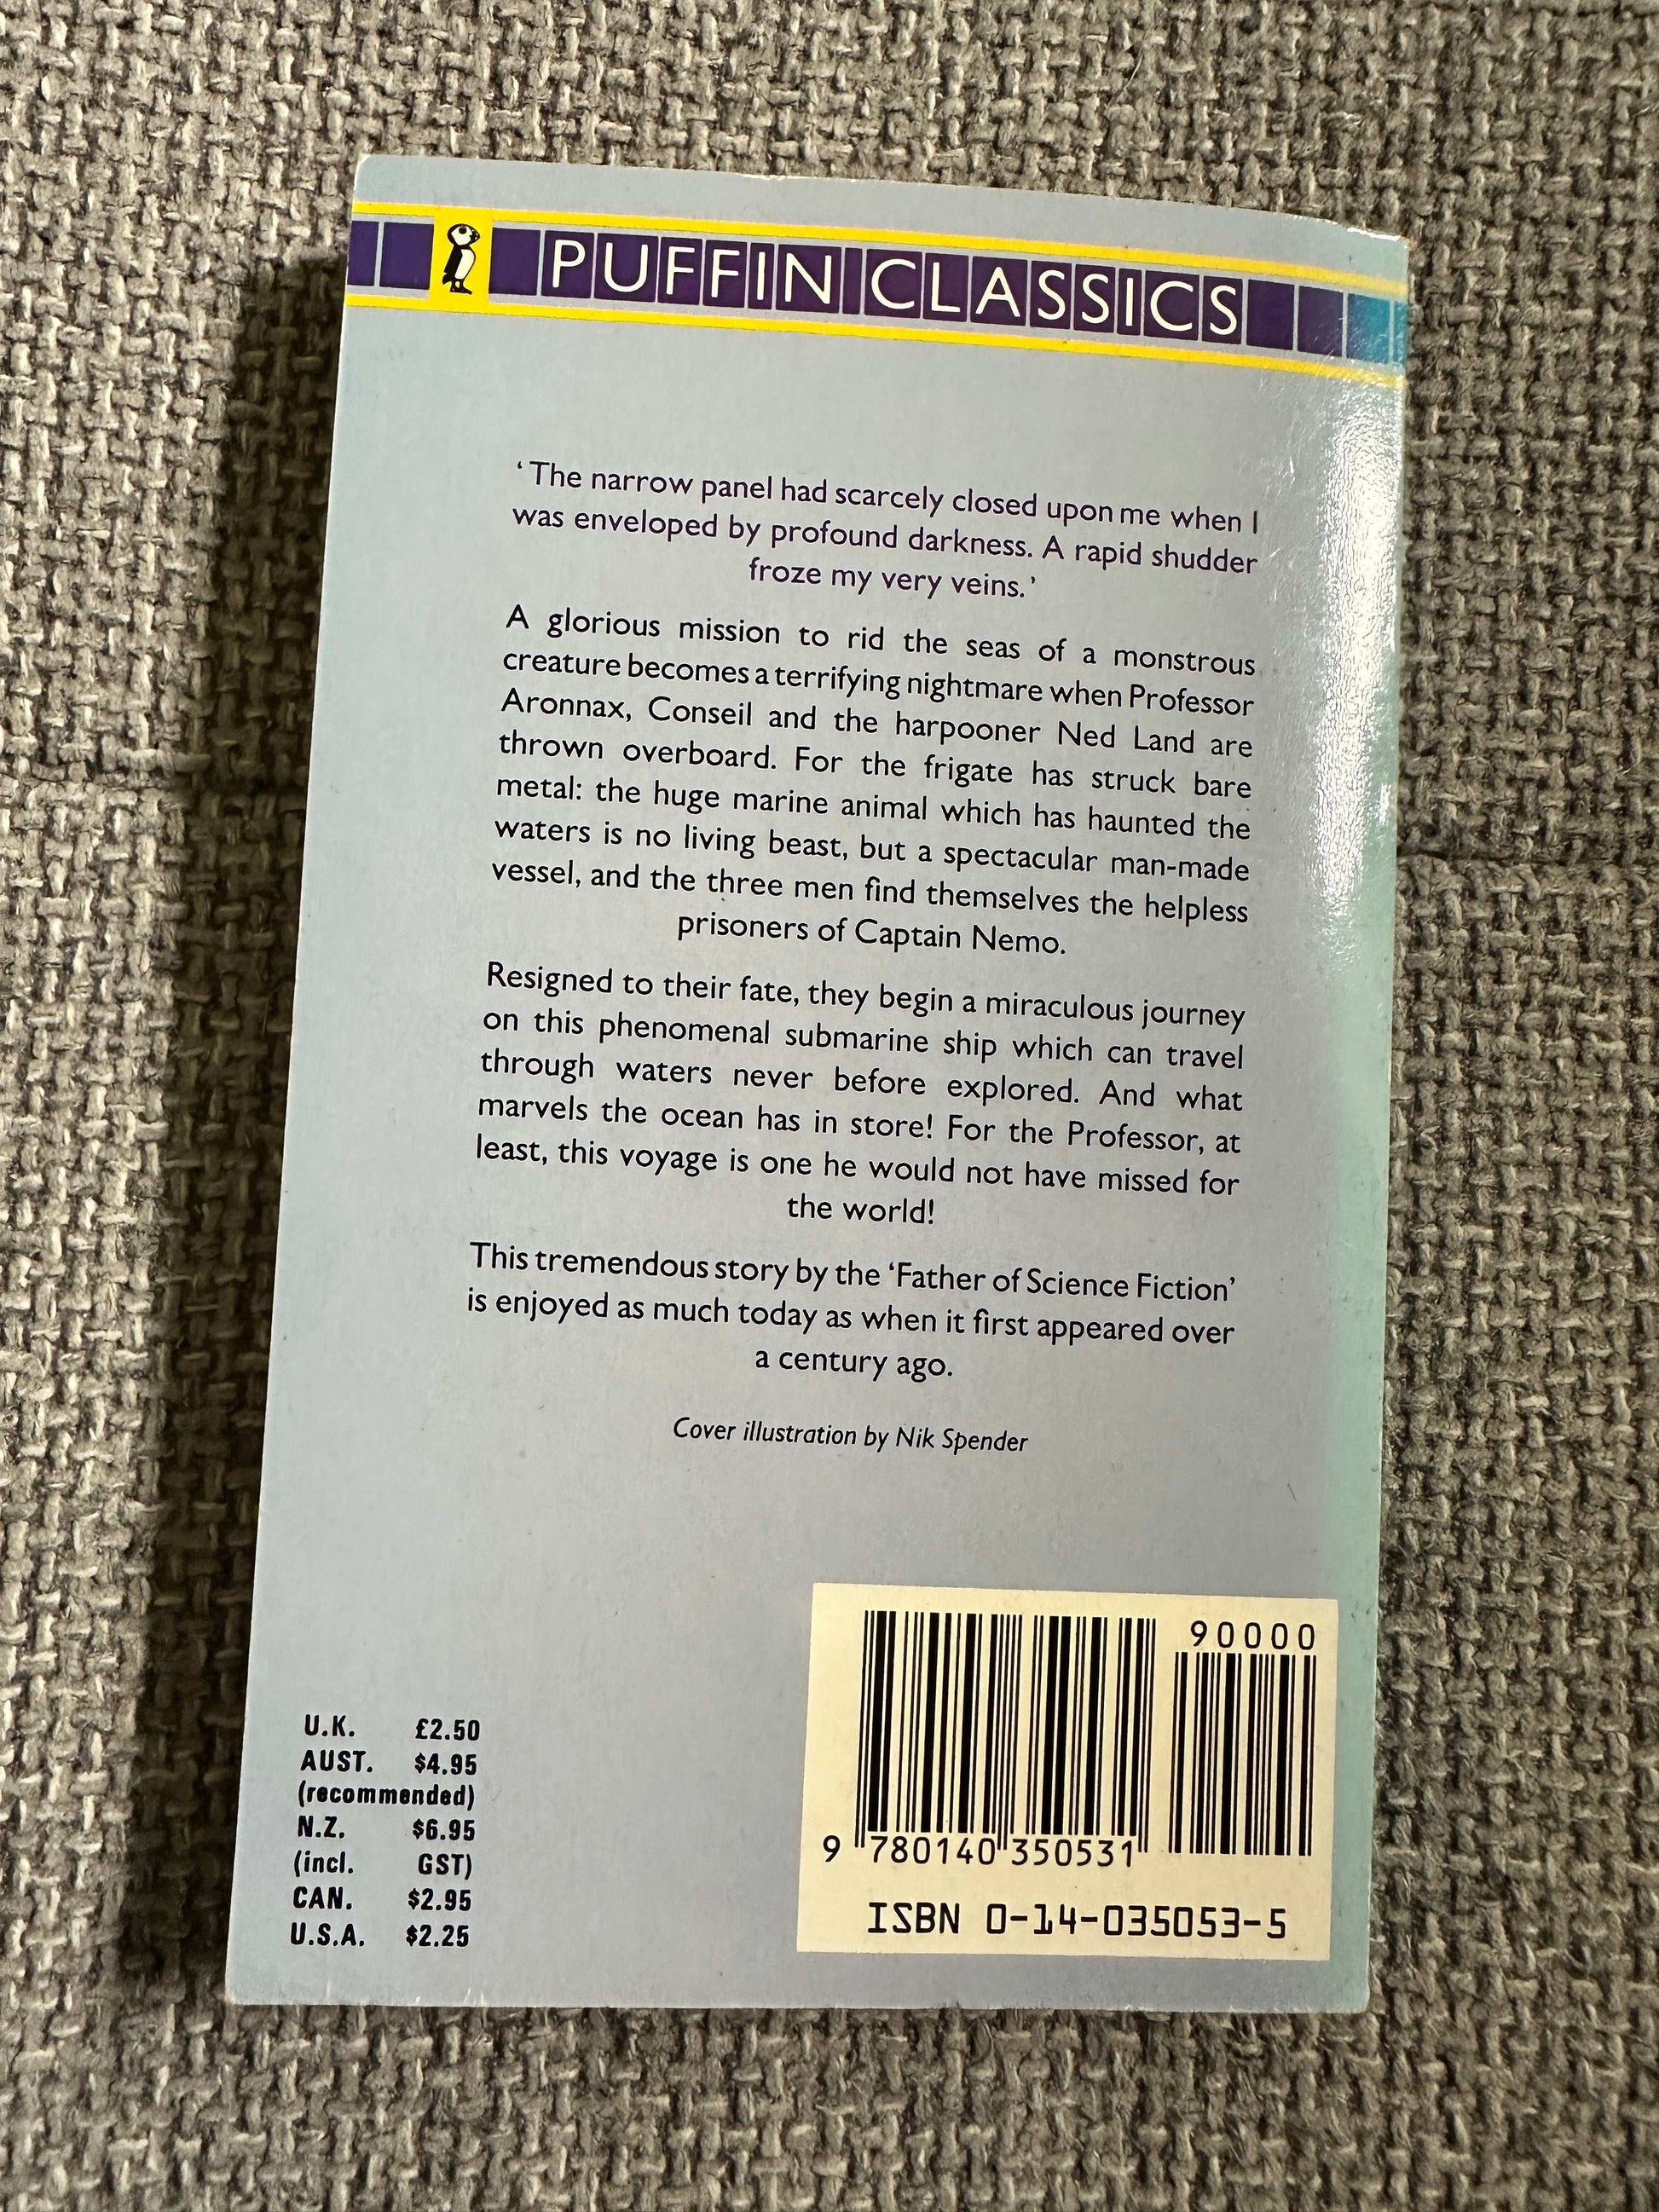 PUFFIN CLASSICS
‘The narrow panel had scarcely closed upon me when I
was enveloped by profound darkness. A rapid shudder
froze my very veins.’
A glorious mission to rid the seas of a monstrous
creature becomes a terrifying nightmare when Professor
Aronnax, Conseil and the harpooner Ned Land are
thrown overboard. For the frigate has struck bare
metal: the huge marine animal which has haunted the
waters is no living beast, but a spectacular man-made
vessel, and the three men find themselves the helpless
prisoners of Captain Nemo.
Resigned to their fate, they begin a miraculous journey
on this phenomenal submarine ship which can travel
through waters never before explored. And what
marvels the ocean has in store! For the Professor, at
least, this voyage is one he would not have missed for
the world!
This tremendous story by the ‘Father of Science Fiction’
is enjoyed as much today as when it first appeared over
a century ago.
Cover illustration by Nik Spender
U.K. £2.50
AUST. $4.95
(recommended)
N.Z. $6.95
(incl. GST)
CAN. $2.95
U.S.A. $2.25
90000
9 780140 350531
ISBN 0-14-035053-5